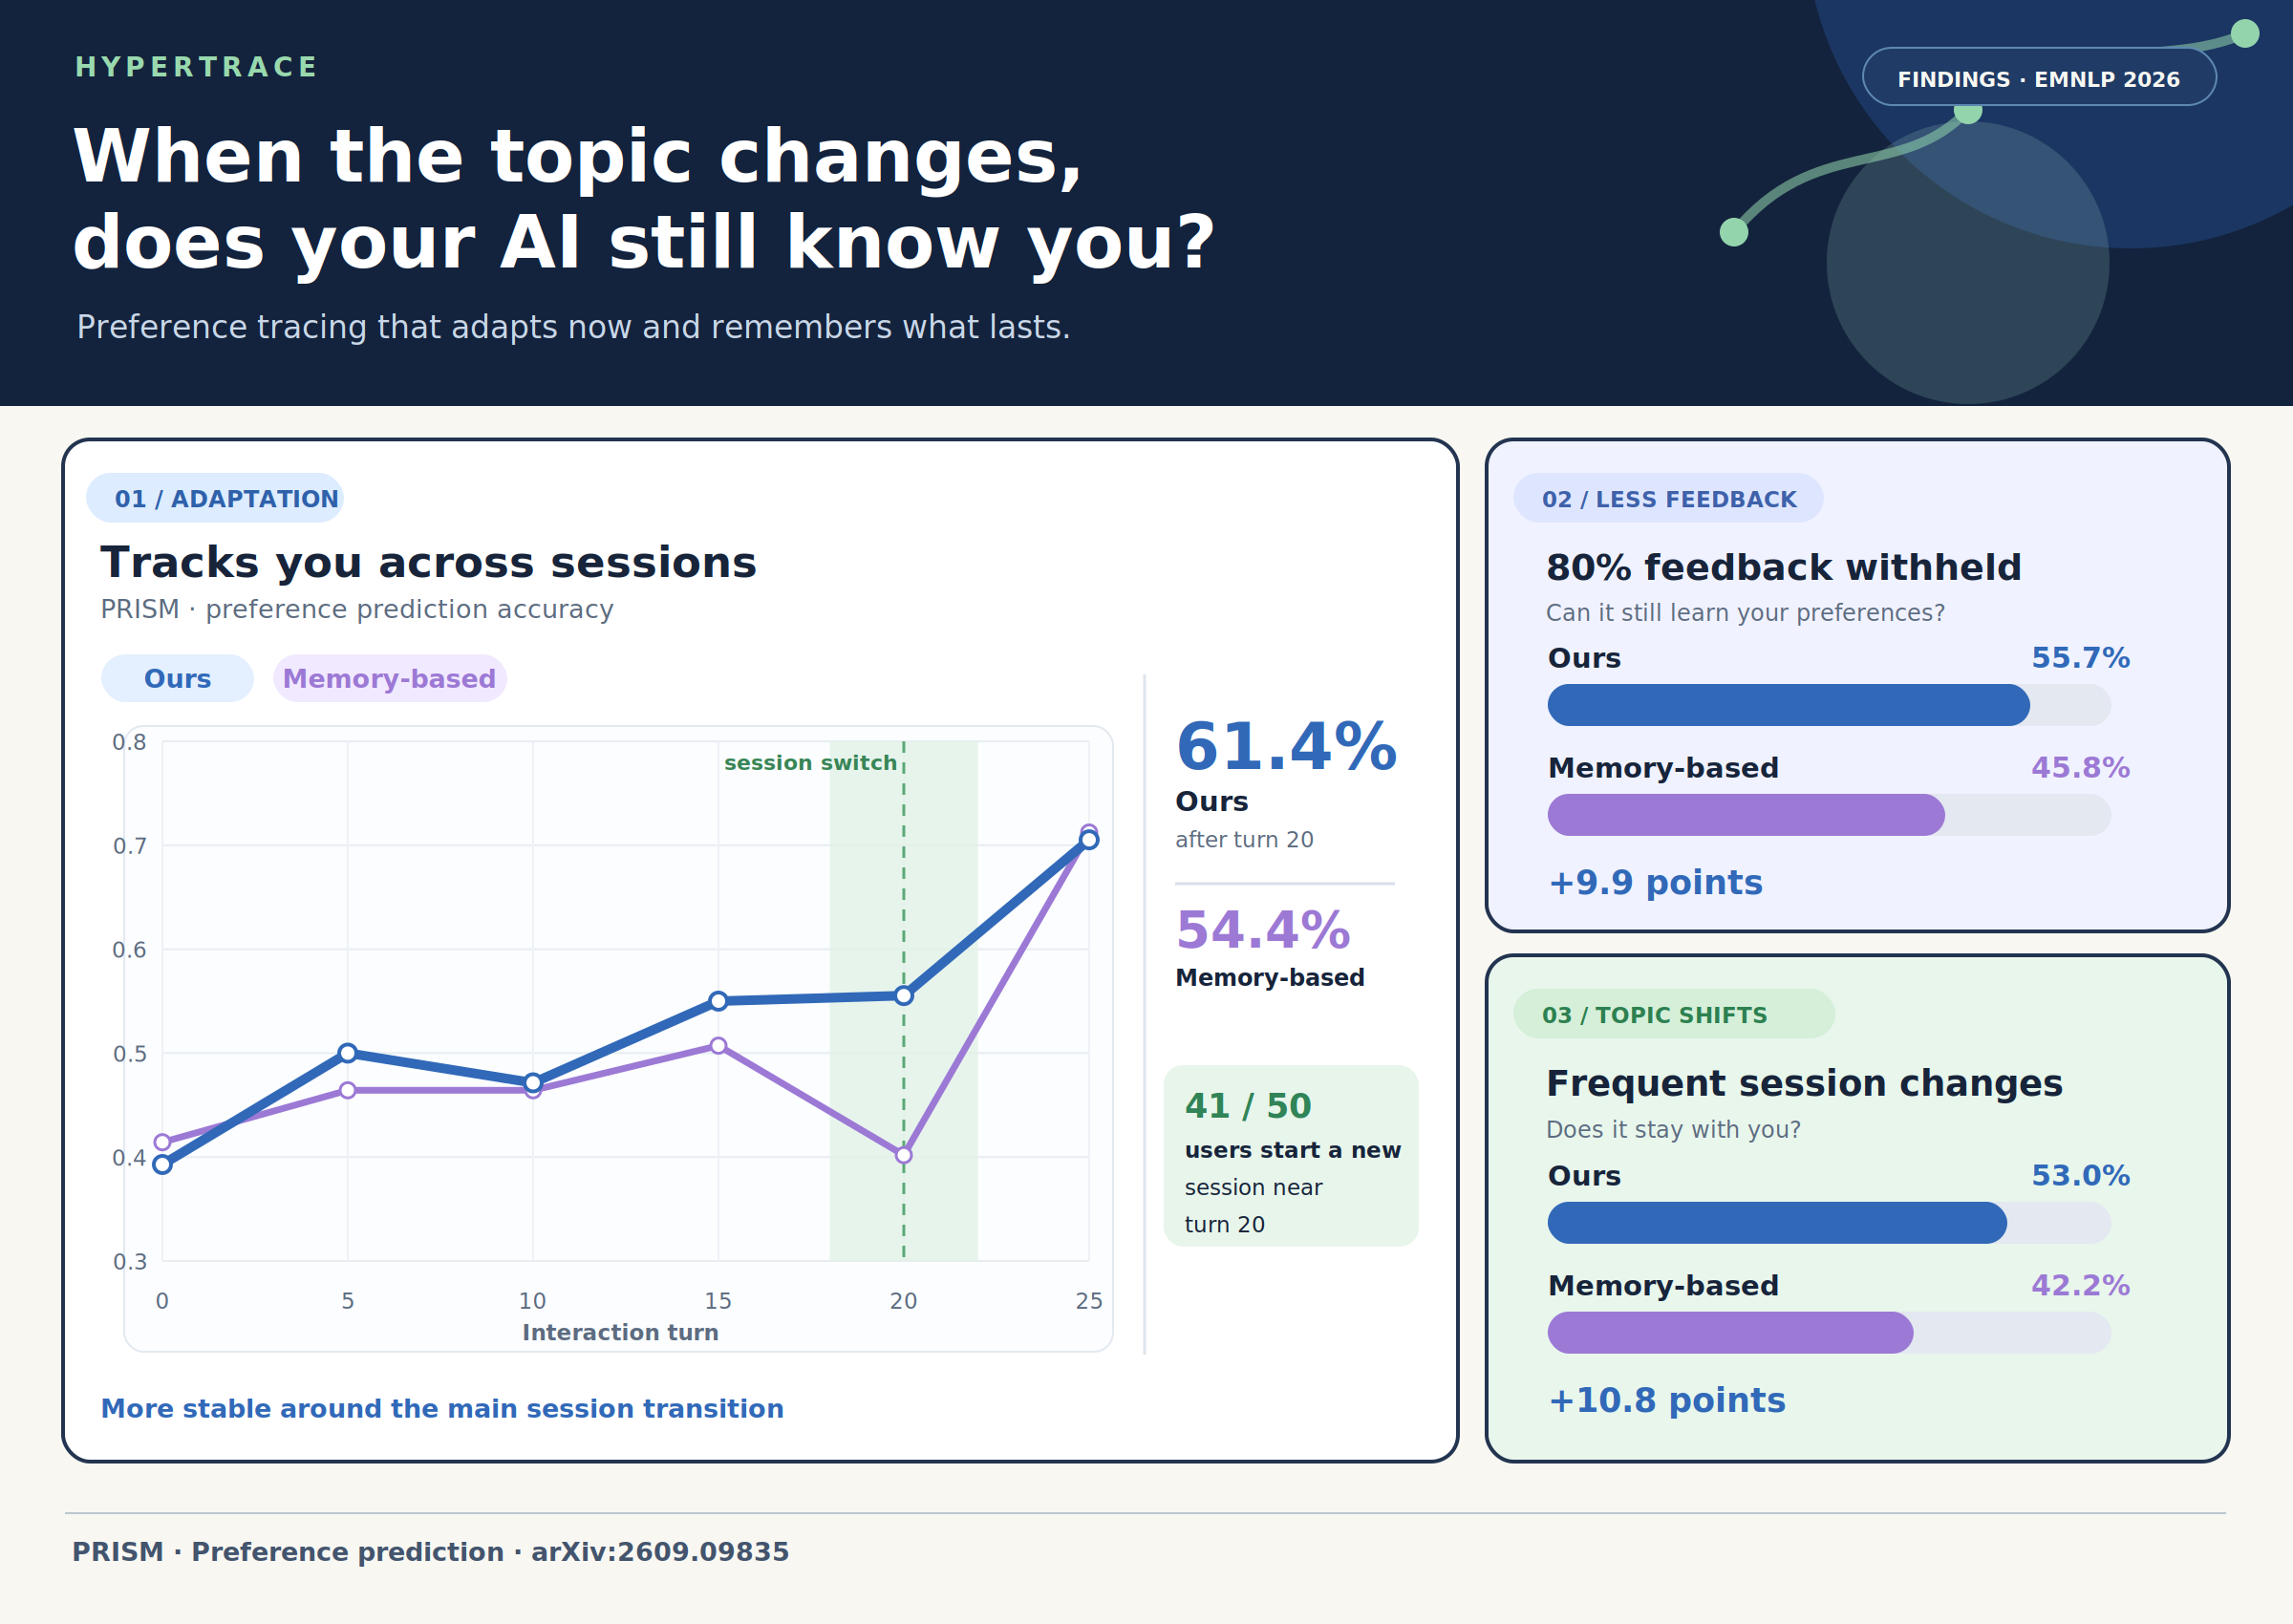 HYPERTRACE
FINDINGS · EMNLP 2026
When the topic changes,
does your AI still know you?
Preference tracing that adapts now and remembers what lasts.
01 / ADAPTATION
Tracks you across sessions
PRISM · preference prediction accuracy
Ours
Memory-based
0.8
0.7
0.6
0.5
0.4
0.3
session switch
0 5 10 15 20 25
Interaction turn
61.4%
Ours
after turn 20
54.4%
Memory-based
41 / 50
users start a new
session near
turn 20
More stable around the main session transition
02 / LESS FEEDBACK
80% feedback withheld
Can it still learn your preferences?
Ours 55.7%
Memory-based 45.8%
+9.9 points
03 / TOPIC SHIFTS
Frequent session changes
Does it stay with you?
Ours 53.0%
Memory-based 42.2%
+10.8 points
PRISM · Preference prediction · arXiv:2609.09835